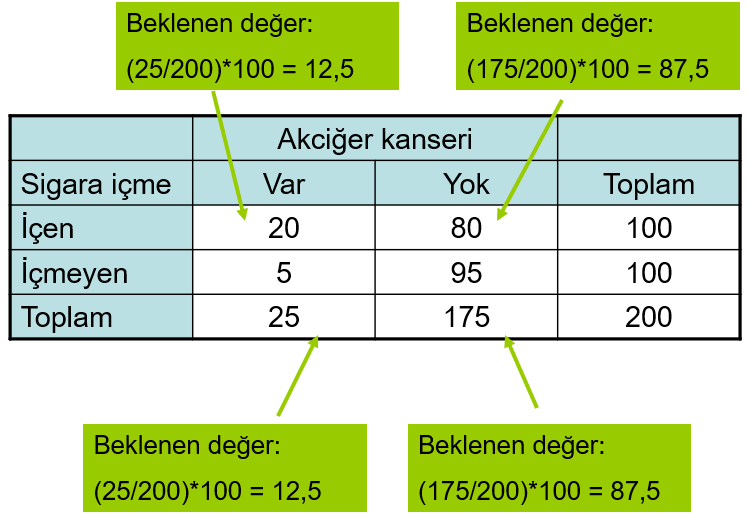 Beklenen değer:
(25/200)*100 = 12,5
Beklenen değer:
(175/200)*100 = 87,5
Akciğer kanseri
Sigara içme Var Yok Toplam
İçen 20 80 100
İçmeyen 5 95 100
Toplam 25 175 200
Beklenen değer:
(25/200)*100 = 12,5
Beklenen değer:
(175/200)*100 = 87,5